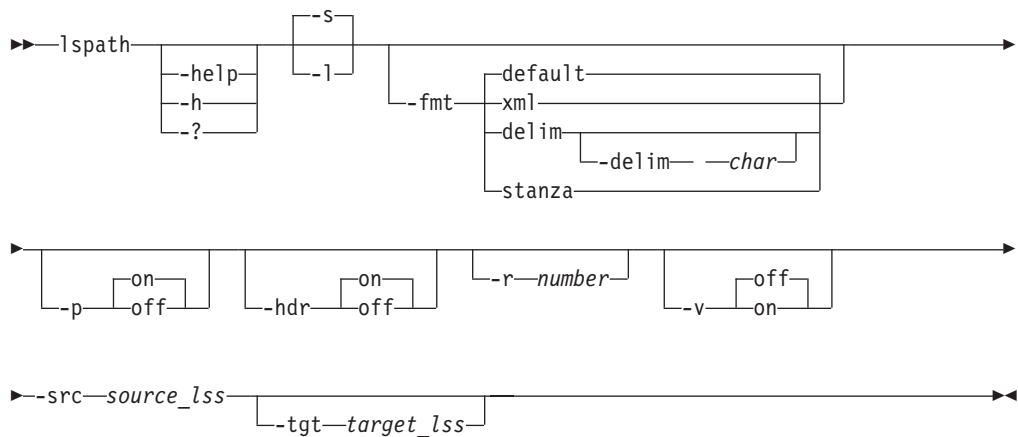 -s
lspath
-help
-h
-?
-l
-fmt
default
xml
delim
-delim char
stanza
-p
on
off
-hdr
on
off
-r number
-v
off
on
-src source_lss
-tgt target_lss